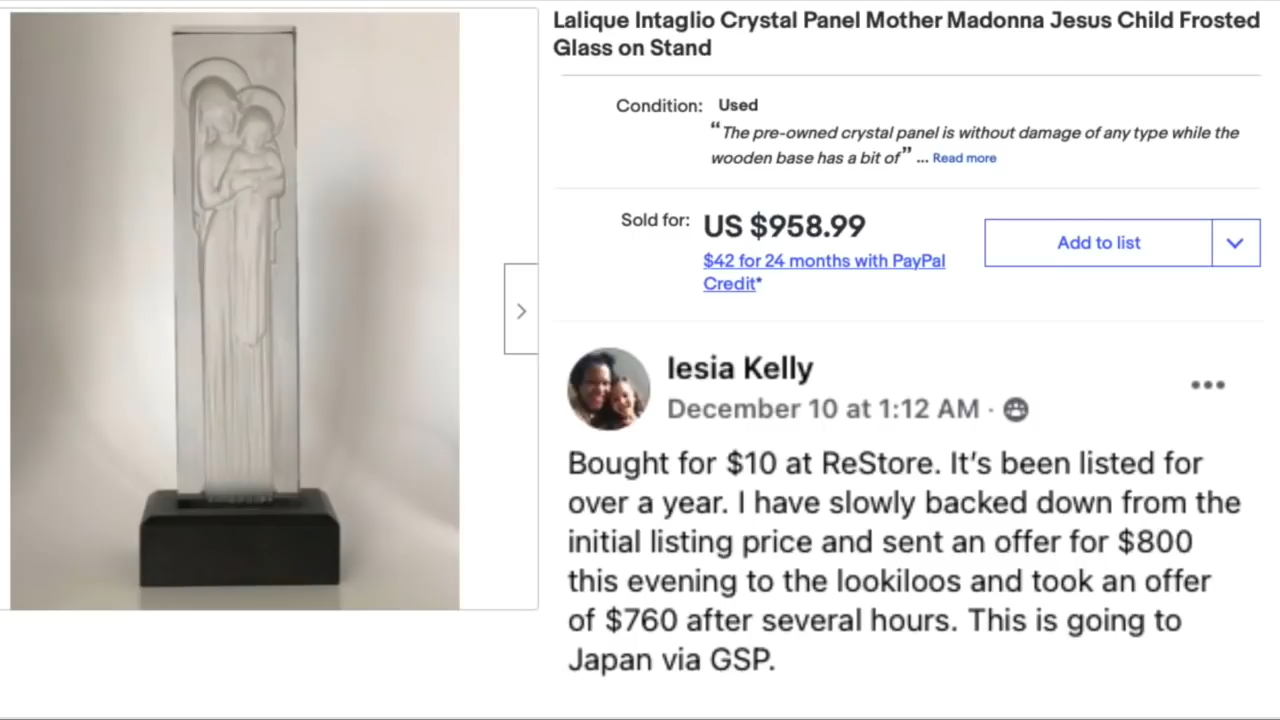 Lalique Intaglio Crystal Panel Mother Madonna Jesus Child Frosted
Glass on Stand
Condition: Used
“The pre-owned crystal panel is without damage of any type while the
wooden base has a bit of” ... Read more
Sold for: US $958.99
Add to list
$42 for 24 months with PayPal
Credit*
Iesia Kelly
December 10 at 1:12 AM ·
Bought for $10 at ReStore. It’s been listed for
over a year. I have slowly backed down from the
initial listing price and sent an offer for $800
this evening to the lookiloos and took an offer
of $760 after several hours. This is going to
Japan via GSP.